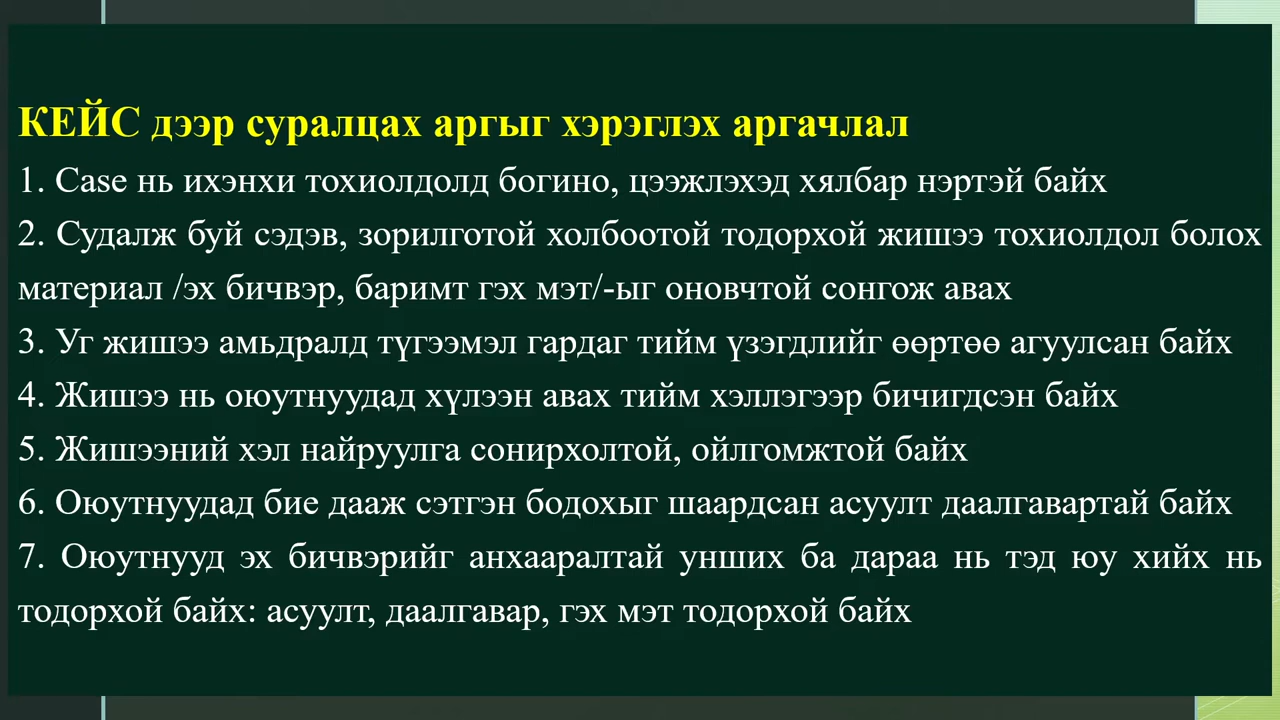 КЕЙС дээр суралцах аргыг хэрэглэх аргачлал
1. Case нь ихэнхи тохиолдолд богино, цээжлэхэд хялбар нэртэй байх
2. Судалж буй сэдэв, зорилготой холбоотой тодорхой жишээ тохиолдол болох
материал /эх бичвэр, баримт гэх мэт/-ыг оновчтой сонгож авах
3. Уг жишээ амьдралд түгээмэл гардаг тийм үзэгдлийг өөртөө агуулсан байх
4. Жишээ нь оюутнуудад хүлээн авах тийм хэллэгээр бичигдсэн байх
5. Жишээний хэл найруулга сонирхолтой, ойлгомжтой байх
6. Оюутнуудад бие дааж сэтгэн бодохыг шаардсан асуулт даалгавартай байх
7. Оюутнууд эх бичвэрийг анхааралтай унших ба дараа нь тэд юу хийх нь
тодорхой байх: асуулт, даалгавар, гэх мэт тодорхой байх